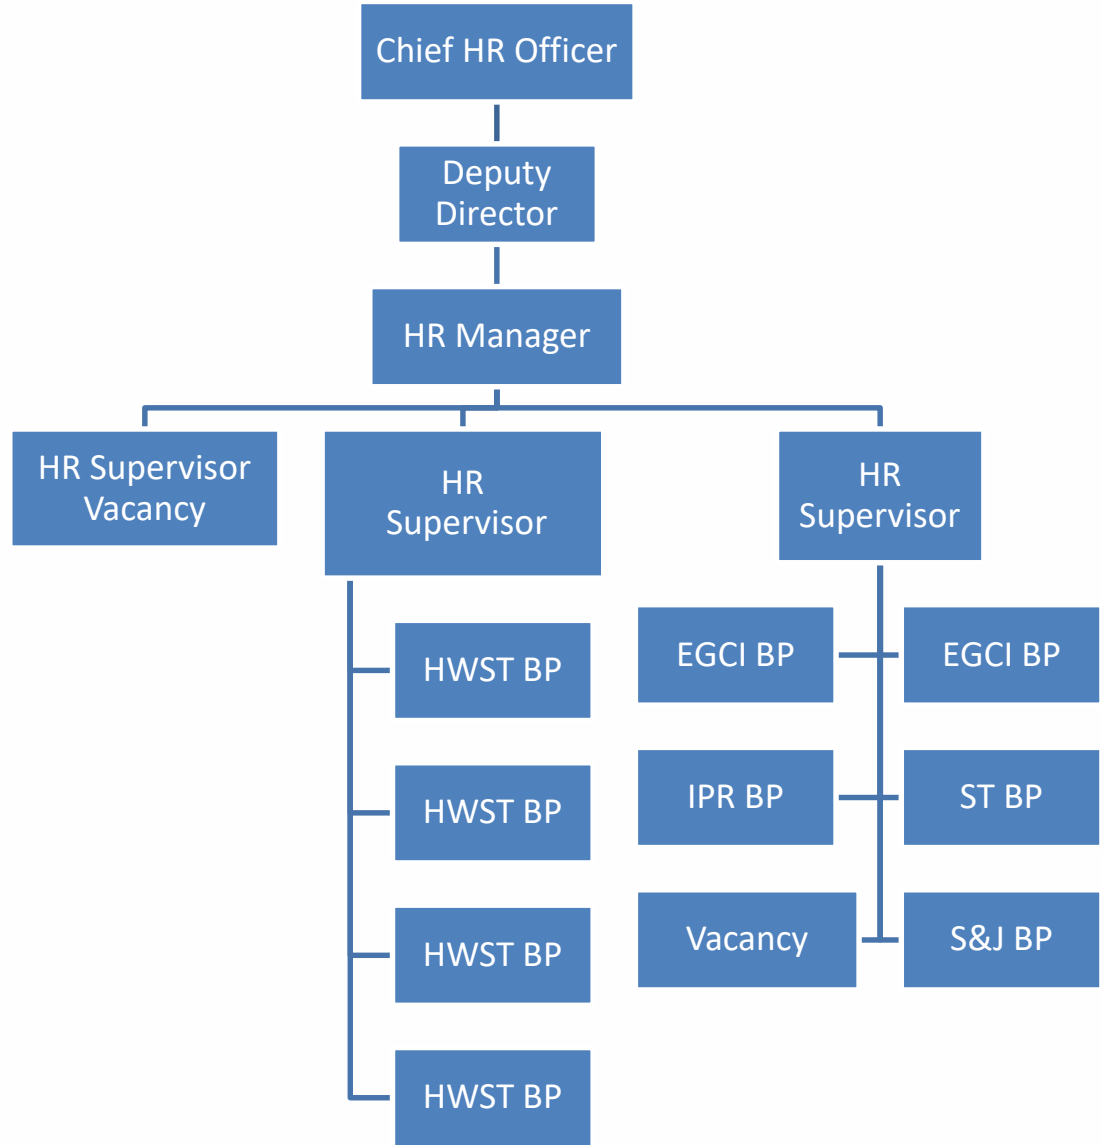 Chief HR Officer
Deputy
Director
HR Manager
HR Supervisor
Vacancy
HR
Supervisor
HR
Supervisor
HWST BP
HWST BP
HWST BP
HWST BP
EGCI BP
EGCI BP
IPR BP
ST BP
Vacancy
S&J BP